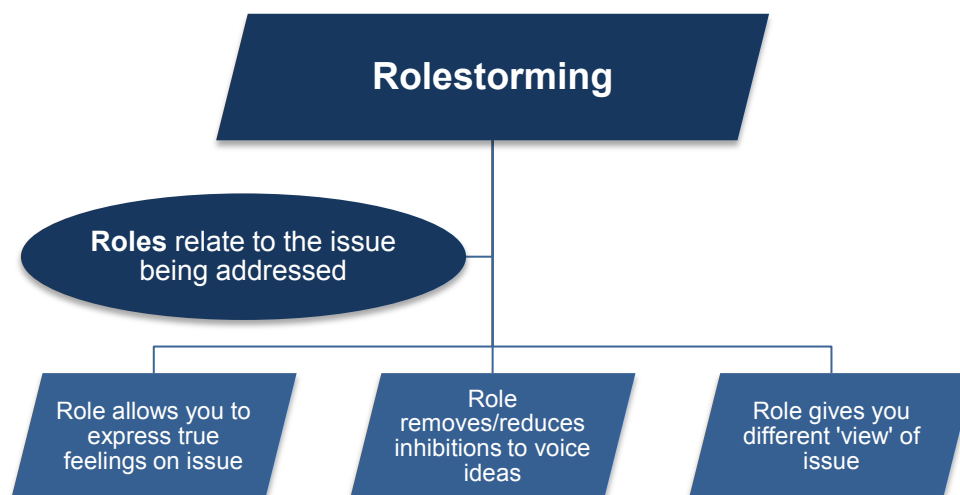 Rolestorming
Roles relate to the issue
being addressed
Role allows you to
express true
feelings on issue
Role
removes/reduces
inhibitions to voice
ideas
Role gives you
different 'view' of
issue